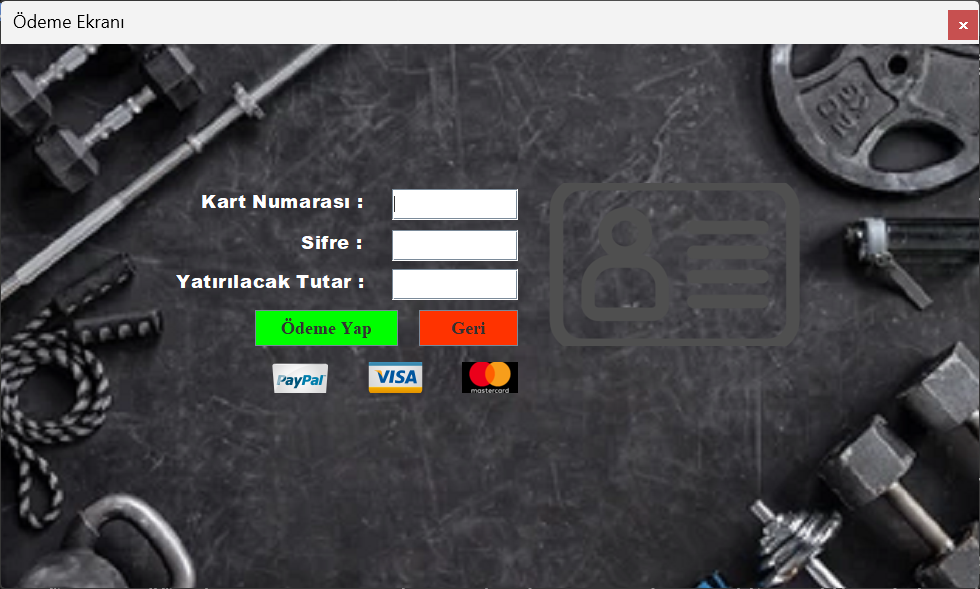 Ödeme Ekranı
Kart Numarası :
Sifre :
Yatırılacak Tutar :
Ödeme Yap Geri
PayPal VISA mastercard